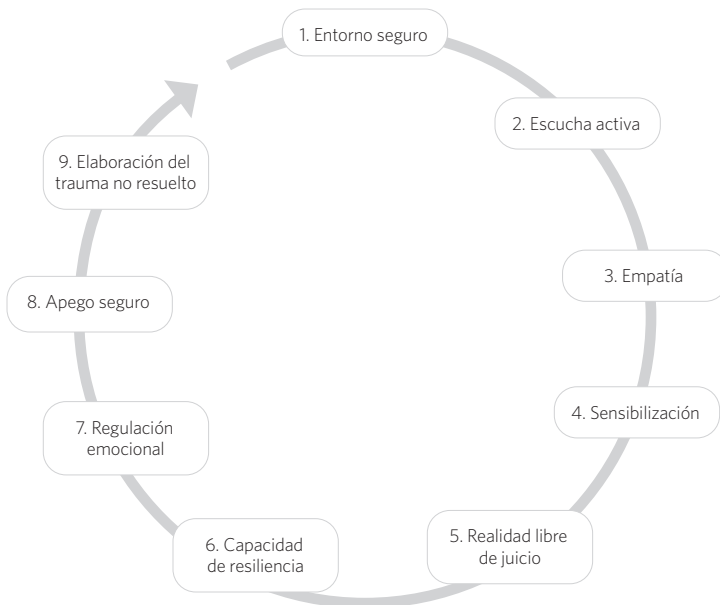 1. Entorno seguro
2. Escucha activa
3. Empatía
4. Sensibilización
5. Realidad libre
de juicio
6. Capacidad
de resiliencia
7. Regulación
emocional
8. Apego seguro
9. Elaboración del
trauma no resuelto